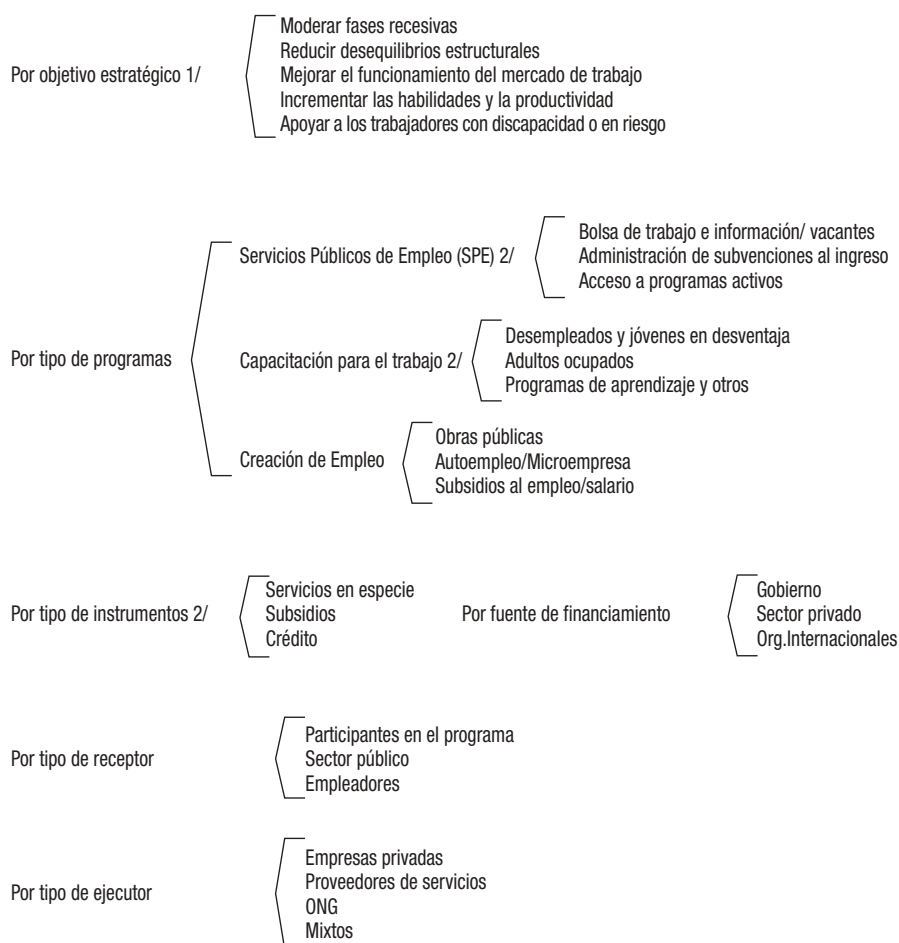 Por objetivo estratégico 1/
Moderar fases recesivas
Reducir desequilibrios estructurales
Mejorar el funcionamiento del mercado de trabajo
Incrementar las habilidades y la productividad
Apoyar a los trabajadores con discapacidad o en riesgo
Por tipo de programas
Servicios Públicos de Empleo (SPE) 2/
Bolsa de trabajo e información/ vacantes
Administración de subvenciones al ingreso
Acceso a programas activos
Capacitación para el trabajo 2/
Desempleados y jóvenes en desventaja
Adultos ocupados
Programas de aprendizaje y otros
Creación de Empleo
Obras públicas
Autoempleo/Microempresa
Subsidios al empleo/salario
Por tipo de instrumentos 2/
Servicios en especie
Subsidios
Crédito
Por fuente de financiamiento
Gobierno
Sector privado
Org.Internacionales
Por tipo de receptor
Participantes en el programa
Sector público
Empleadores
Por tipo de ejecutor
Empresas privadas
Proveedores de servicios
ONG
Mixtos